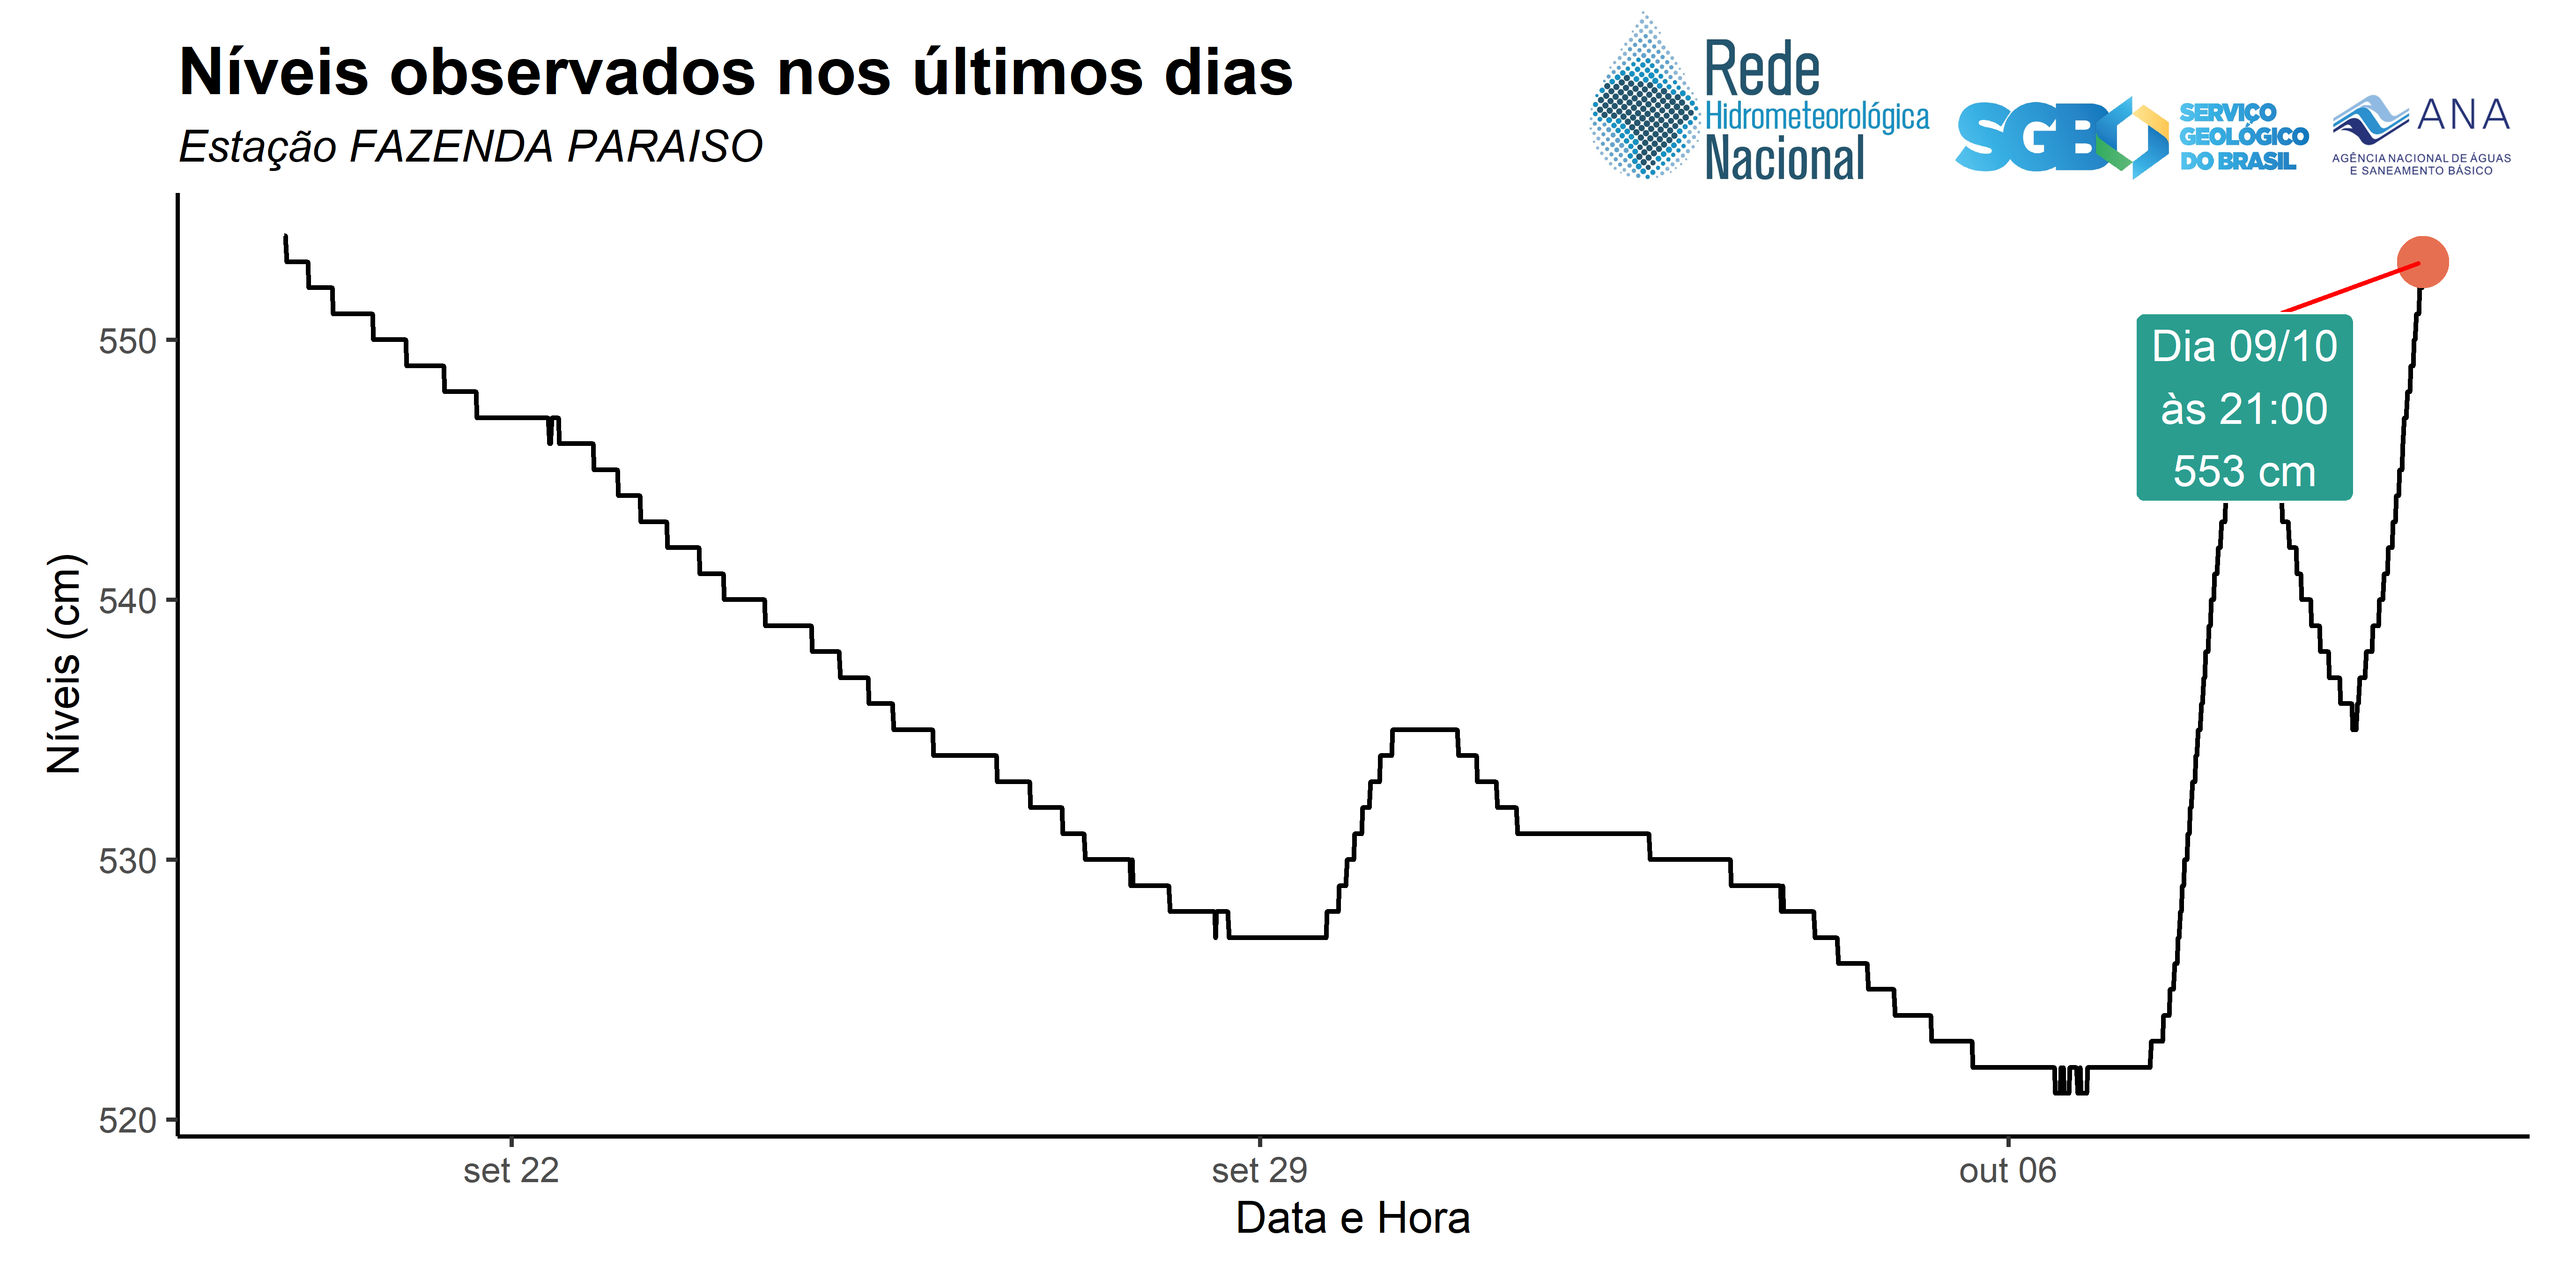 Níveis observados nos últimos dias
Estação FAZENDA PARAISO
Rede
Hidrometeorológica
Nacional
SGB
SERVIÇO
GEOLÓGICO
DO BRASIL
ANA
AGÊNCIA NACIONAL DE ÁGUAS
E SANEAMENTO BÁSICO
Níveis (cm)
550
540
530
520
Dia 09/10
às 21:00
553 cm
set 22
set 29
out 06
Data e Hora